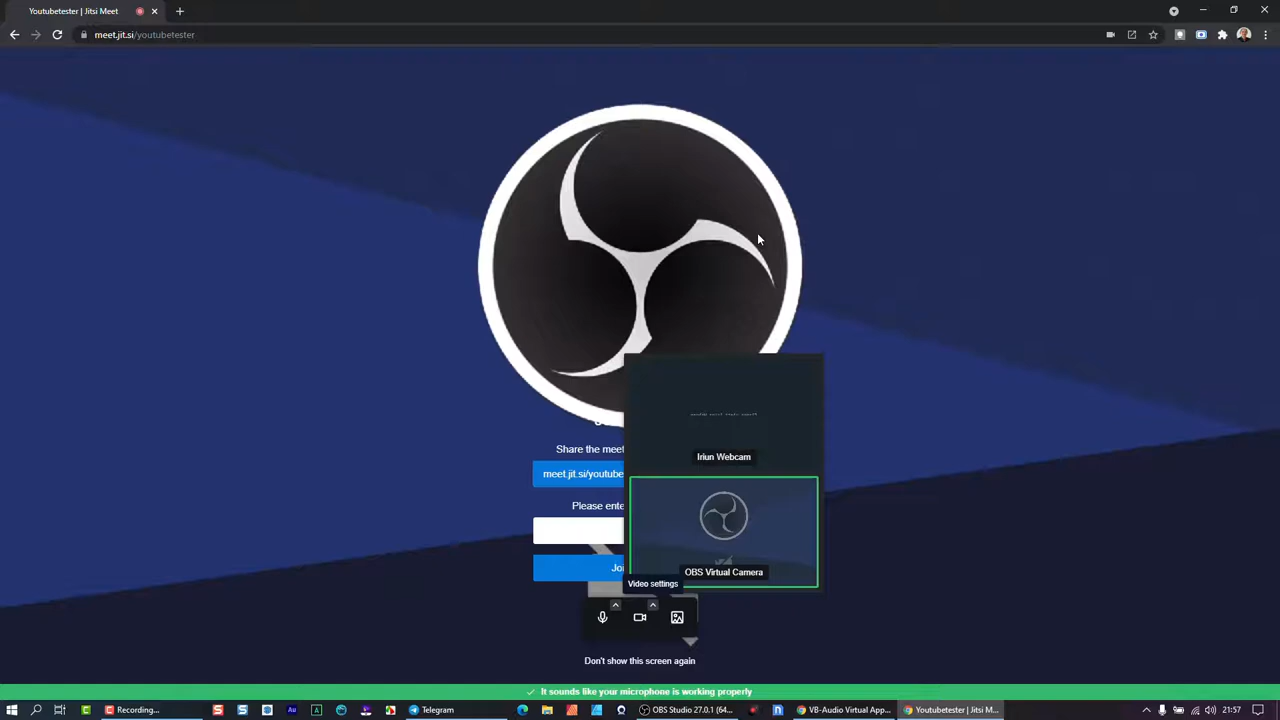 Youtubetester | Jitsi Meet
meet.jit.si/youtubetester
Share the meet
meet.jit.si/youtube
Please ente
Joi
Iriun Webcam
OBS Virtual Camera
Video settings
Don't show this screen again
It sounds like your microphone is working properly
Recording...
Telegram
OBS Studio 27.0.1 (64...
VB-Audio Virtual App...
Youtubetester | Jitsi M...
21:57